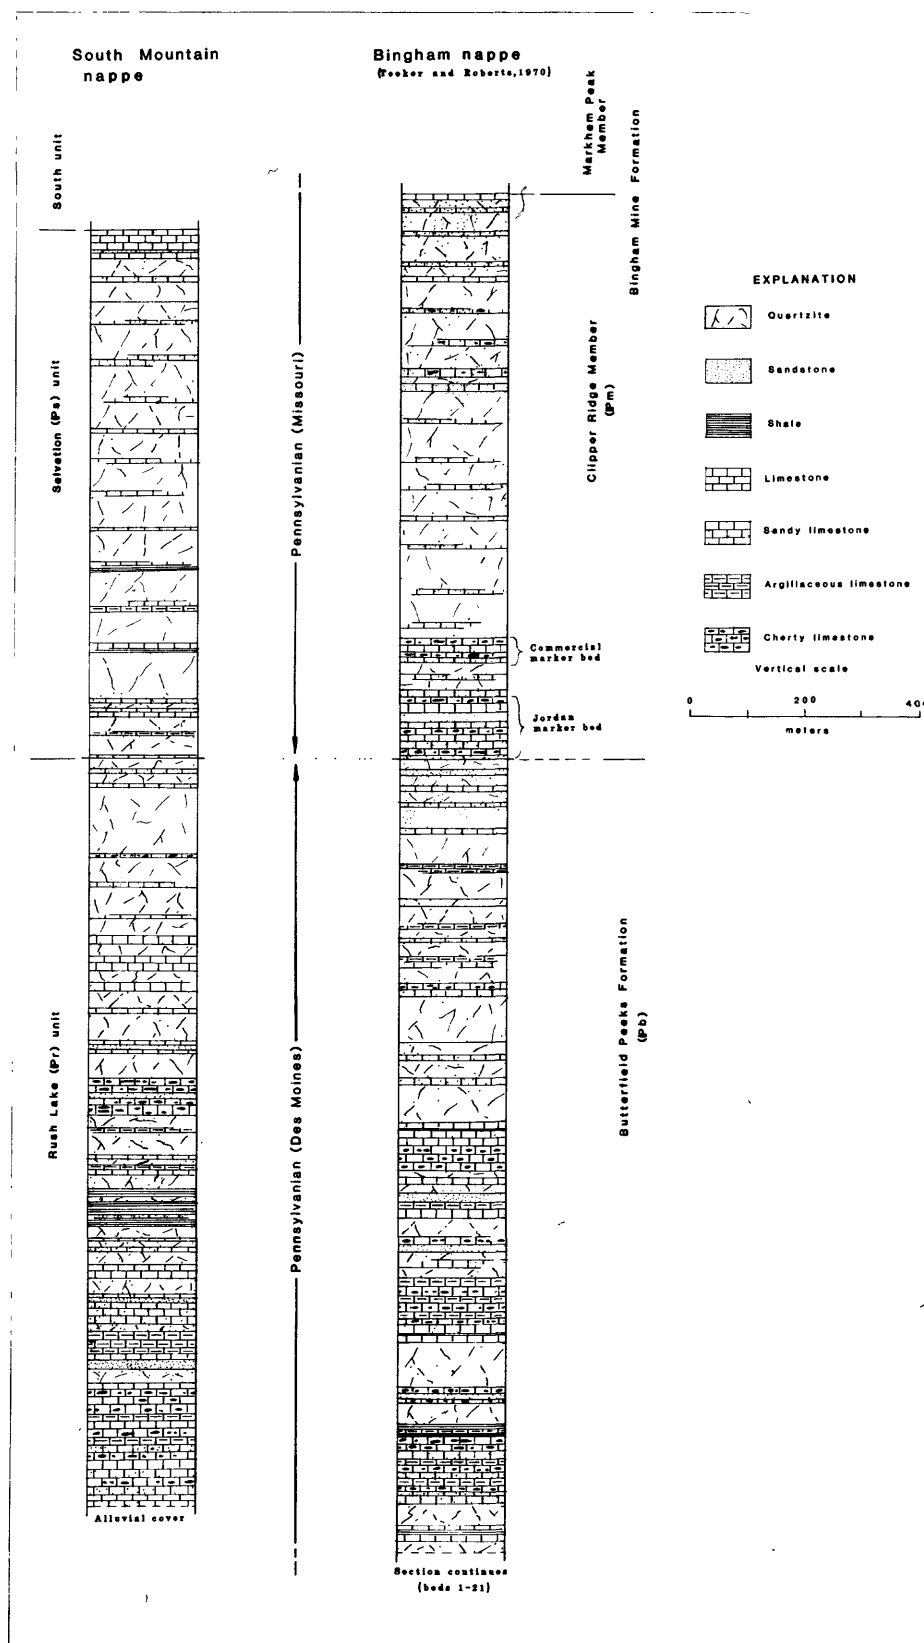 South Mountain
nappe
Bingham nappe
(Tooker and Roberts,1970)
South unit
Selvation (Ps) unit
Rush Lake (Pr) unit
Pennsylvanian (Missouri)
Pennsylvanian (Des Moines)
Markham Peak
Member
Bingham Mine Formation
Clipper Ridge Member
(IPm)
Butterfield Peeks Formation
(Pb)
Commercial
marker bed
Jordan
marker bed
Alluvial cover
Section continues
(beds 1-21)
EXPLANATION
Quartzite
Sandstone
Shale
Limestone
Sandy limestone
Argillaceous limestone
Cherty limestone
Vertical scale
0 200
meters